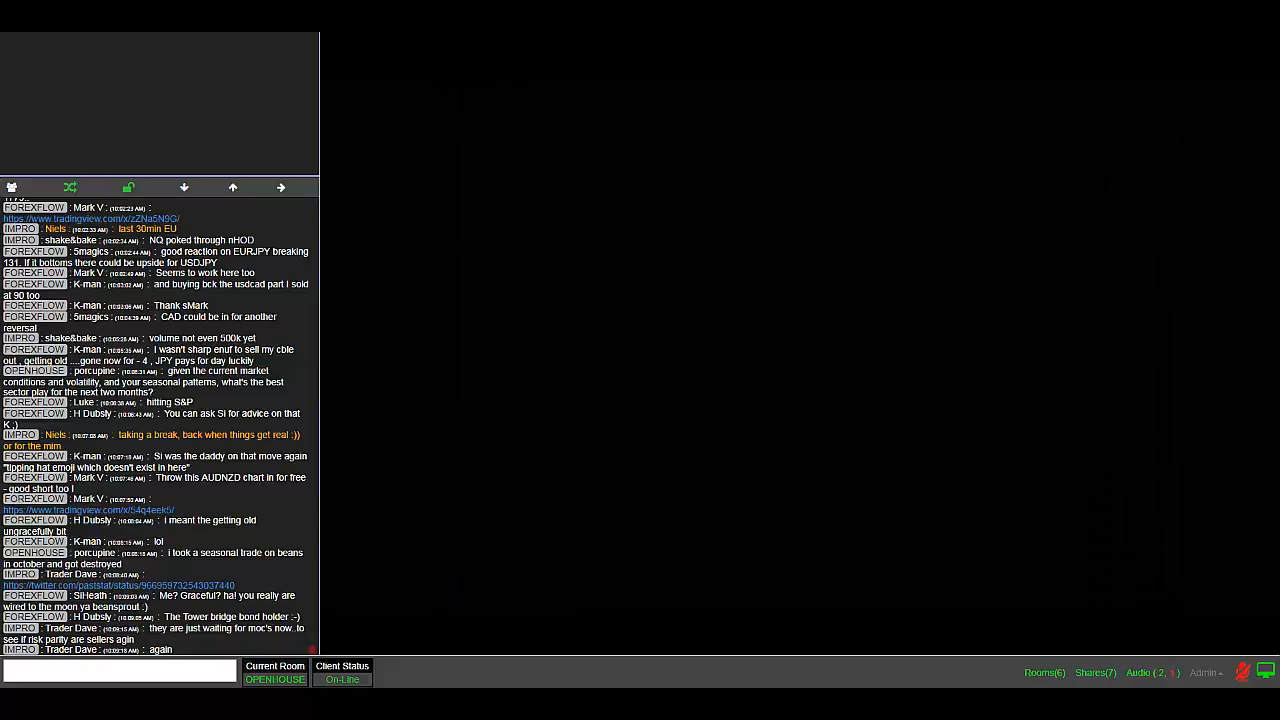 FOREXFLOW : Mark V : (10:02:23 AM) :
https://www.tradingview.com/x/zZNa5N9G/
IMPRO : Niels : (10:02:33 AM) : last 30min EU
IMPRO : shake&bake : (10:02:34 AM) : NQ poked through nHOD
FOREXFLOW : 5magics : (10:02:44 AM) : good reaction on EURJPY breaking
131. If it bottoms there could be upside for USDJPY
FOREXFLOW : Mark V : (10:02:49 AM) : Seems to work here too
FOREXFLOW : K-man : (10:03:02 AM) : and buying bck the usdcad part I sold
at 90 too
FOREXFLOW : K-man : (10:03:06 AM) : Thank sMark
FOREXFLOW : 5magics : (10:04:39 AM) : CAD could be in for another
reversal
IMPRO : shake&bake : (10:05:26 AM) : volume not even 500k yet
FOREXFLOW : K-man : (10:05:35 AM) : I wasn't sharp enuf to sell my cble
out , getting old ....gone now for - 4 , JPY pays for day luckily
OPENHOUSE : porcupine : (10:06:31 AM) : given the current market
conditions and volatility, and your seasonal patterns, what's the best
sector play for the next two months?
FOREXFLOW : Luke : (10:06:38 AM) : hitting S&P
FOREXFLOW : H Dubsly : (10:06:43 AM) : You can ask Si for advice on that
K ;)
IMPRO : Niels : (10:07:08 AM) : taking a break, back when things get real :))
or for the mim
FOREXFLOW : K-man : (10:07:18 AM) : Si was the daddy on that move again
"tipping hat emoji which doesn't exist in here"
FOREXFLOW : Mark V : (10:07:46 AM) : Throw this AUDNZD chart in for free
- good short too I
FOREXFLOW : Mark V : (10:07:50 AM) :
https://www.tradingview.com/x/54q4eek5/
FOREXFLOW : H Dubsly : (10:08:04 AM) : i meant the getting old
ungracefully bit
FOREXFLOW : K-man : (10:08:15 AM) : lol
OPENHOUSE : porcupine : (10:08:18 AM) : i took a seasonal trade on beans
in october and got destroyed
IMPRO : Trader Dave : (10:08:40 AM) :
https://twitter.com/paststat/status/966959732543037440
FOREXFLOW : SiHeath : (10:09:03 AM) : Me? Graceful? ha! you really are
wired to the moon ya beansprout :)
FOREXFLOW : H Dubsly : (10:09:05 AM) : The Tower bridge bond holder :-)
IMPRO : Trader Dave : (10:09:15 AM) : they are just waiting for moc's now..to
see if risk parity are sellers agin
IMPRO : Trader Dave : (10:09:18 AM) : again
Current Room
OPENHOUSE
Client Status
On-Line
Rooms(6) Shares(7) Audio ( 2, 1 ) Admin